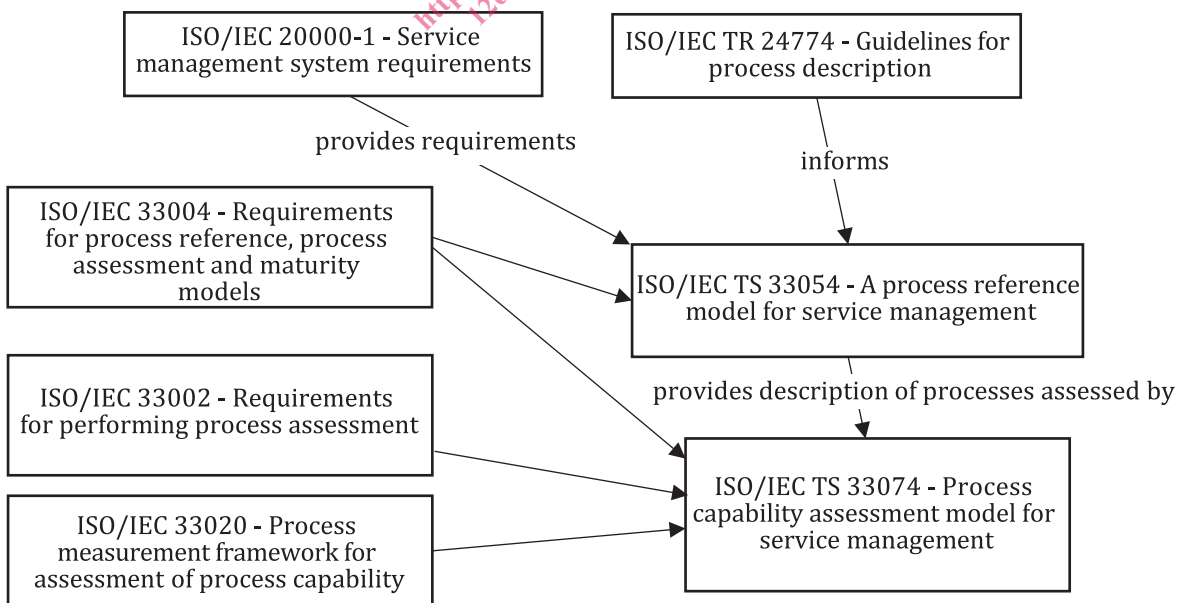 ISO/IEC 20000-1 - Service
management system requirements
ISO/IEC TR 24774 - Guidelines for
process description
provides requirements
informs
ISO/IEC 33004 - Requirements
for process reference, process
assessment and maturity
models
ISO/IEC TS 33054 - A process reference
model for service management
ISO/IEC 33002 - Requirements
for performing process assessment
provides description of processes assessed by
ISO/IEC TS 33074 - Process
capability assessment model for
service management
ISO/IEC 33020 - Process
measurement framework for
assessment of process capability